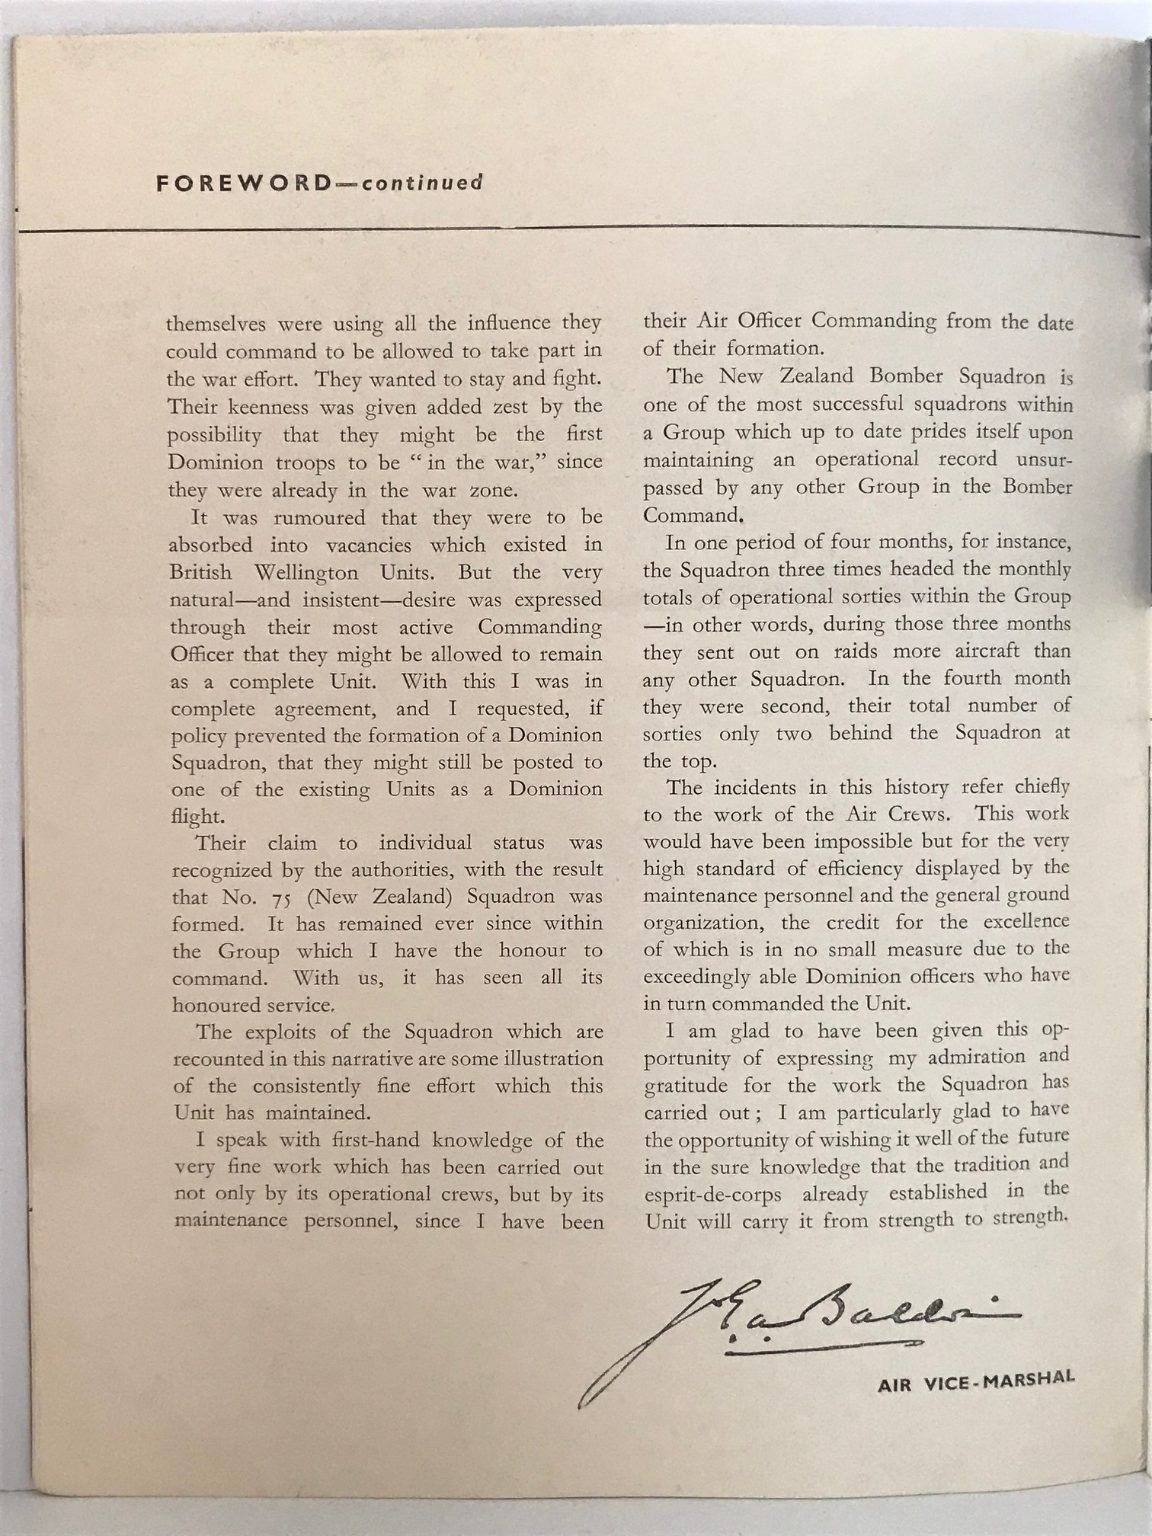 FOREWORD—continued
themselves were using all the influence they
could command to be allowed to take part in
the war effort. They wanted to stay and fight.
Their keenness was given added zest by the
possibility that they might be the first
Dominion troops to be “ in the war,” since
they were already in the war zone.
It was rumoured that they were to be
absorbed into vacancies which existed in
British Wellington Units. But the very
natural—and insistent—desire was expressed
through their most active Commanding
Officer that they might be allowed to remain
as a complete Unit. With this I was in
complete agreement, and I requested, if
policy prevented the formation of a Dominion
Squadron, that they might still be posted to
one of the existing Units as a Dominion
flight.
Their claim to individual status was
recognized by the authorities, with the result
that No. 75 (New Zealand) Squadron was
formed. It has remained ever since within
the Group which I have the honour to
command. With us, it has seen all its
honoured service.
The exploits of the Squadron which are
recounted in this narrative are some illustration
of the consistently fine effort which this
Unit has maintained.
I speak with first-hand knowledge of the
very fine work which has been carried out
not only by its operational crews, but by its
maintenance personnel, since I have been
their Air Officer Commanding from the date
of their formation.
The New Zealand Bomber Squadron is
one of the most successful squadrons within
a Group which up to date prides itself upon
maintaining an operational record unsur-
passed by any other Group in the Bomber
Command.
In one period of four months, for instance,
the Squadron three times headed the monthly
totals of operational sorties within the Group
—in other words, during those three months
they sent out on raids more aircraft than
any other Squadron. In the fourth month
they were second, their total number of
sorties only two behind the Squadron at
the top.
The incidents in this history refer chiefly
to the work of the Air Crews. This work
would have been impossible but for the very
high standard of efficiency displayed by the
maintenance personnel and the general ground
organization, the credit for the excellence
of which is in no small measure due to the
exceedingly able Dominion officers who have
in turn commanded the Unit.
I am glad to have been given this op-
portunity of expressing my admiration and
gratitude for the work the Squadron has
carried out ; I am particularly glad to have
the opportunity of wishing it well of the future
in the sure knowledge that the tradition and
esprit-de-corps already established in the
Unit will carry it from strength to strength.
J.E.a. Baldwin
AIR VICE-MARSHAL